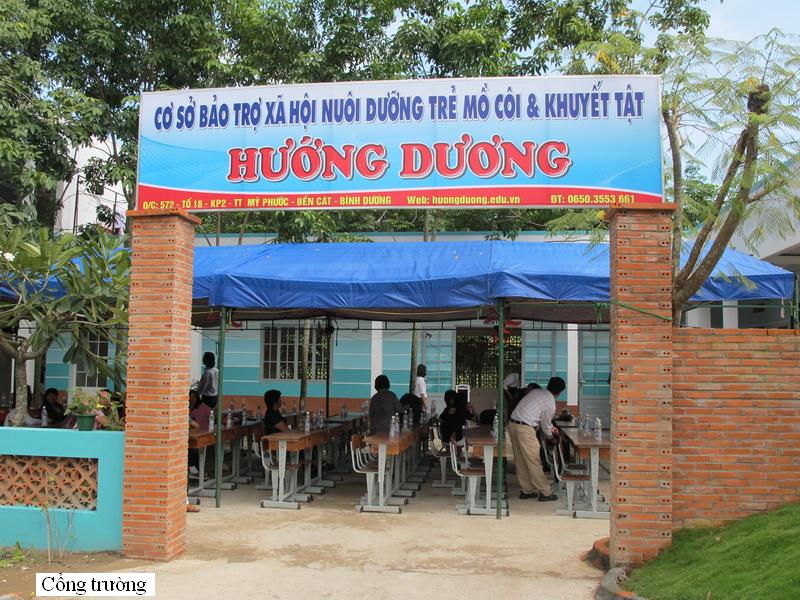 CƠ SỞ BẢO TRỢ XÃ HỘI NUÔI DƯỠNG TRẺ MỒ CÔI & KHUYẾT TẬT
HƯỚNG DƯƠNG
Đ/C: 572 - TỔ 18 - KP2 - TT MỸ PHƯỚC - BẾN CÁT - BÌNH DƯƠNG Web: huongduong.edu.vn ĐT: 0650.3553 661
Cổng trường